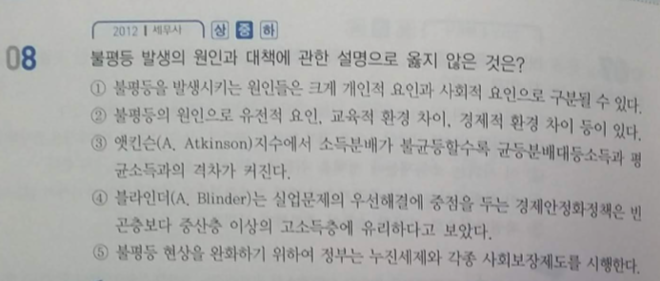 2012 | 세무사 상 중 하
08 불평등 발생의 원인과 대책에 관한 설명으로 옳지 않은 것은?
① 불평등을 발생시키는 원인들은 크게 개인적 요인과 사회적 요인으로 구분될 수 있다.
② 불평등의 원인으로 유전적 요인, 교육적 환경 차이, 경제적 환경 차이 등이 있다.
③ 앳킨슨(A. Atkinson)지수에서 소득분배가 불균등할수록 균등분배대등소득과 평
균소득과의 격차가 커진다.
④ 블라인더(A. Blinder)는 실업문제의 우선해결에 중점을 두는 경제안정화정책은 빈
곤층보다 중산층 이상의 고소득층에 유리하다고 보았다.
⑤ 불평등 현상을 완화하기 위하여 정부는 누진세제와 각종 사회보장제도를 시행한다.